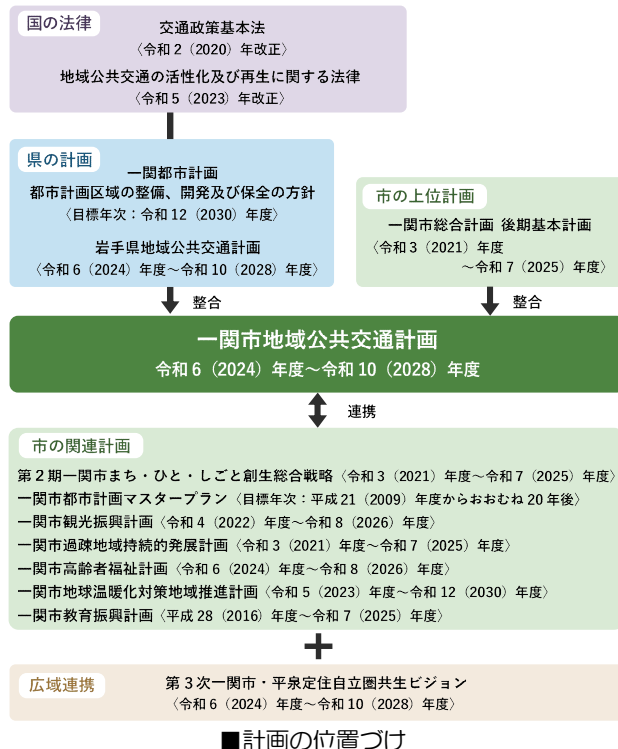 国の法律
交通政策基本法
〈令和2（2020）年改正〉
地域公共交通の活性化及び再生に関する法律
〈令和5（2023）年改正〉
県の計画
一関都市計画
都市計画区域の整備、開発及び保全の方針
〈目標年次：令和12（2030）年度〉
岩手県地域公共交通計画
〈令和6（2024）年度～令和10（2028）年度〉
市の上位計画
一関市総合計画 後期基本計画
〈令和3（2021）年度
～令和7（2025）年度〉
整合
整合
一関市地域公共交通計画
令和6（2024）年度～令和10（2028）年度
連携
市の関連計画
第2期一関市まち・ひと・しごと創生総合戦略〈令和3（2021）年度～令和7（2025）年度〉
一関市都市計画マスタープラン〈目標年次：平成21（2009）年度からおおむね20年後〉
一関市観光振興計画〈令和4（2022）年度～令和8（2026）年度〉
一関市過疎地域持続的発展計画〈令和3（2021）年度～令和7（2025）年度〉
一関市高齢者福祉計画〈令和6（2024）年度～令和8（2026）年度〉
一関市地球温暖化対策地域推進計画〈令和5（2023）年度～令和12（2030）年度〉
一関市教育振興計画〈平成28（2016）年度～令和7（2025）年度〉
広域連携
第3次一関市・平泉定住自立圏共生ビジョン
〈令和6（2024）年度～令和10（2028）年度〉
■計画の位置づけ